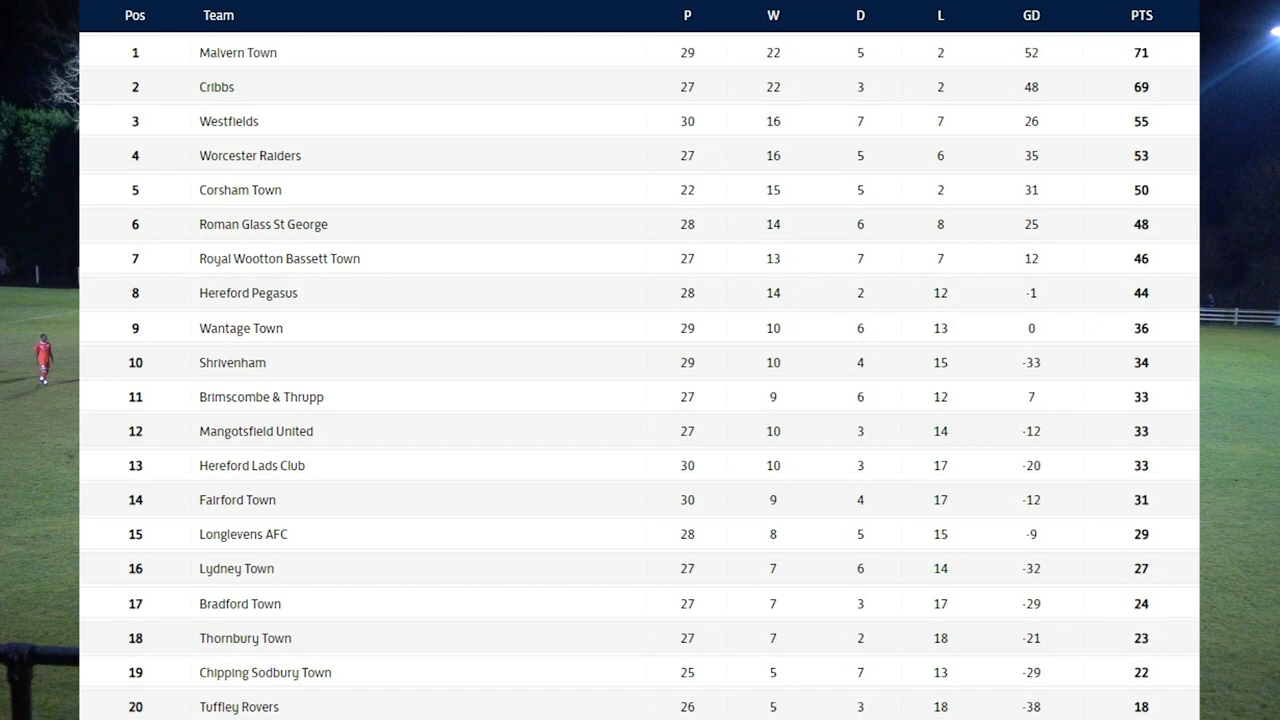 Pos Team P W D L GD PTS
1 Malvern Town 29 22 5 2 52 71
2 Cribbs 27 22 3 2 48 69
3 Westfields 30 16 7 7 26 55
4 Worcester Raiders 27 16 5 6 35 53
5 Corsham Town 22 15 5 2 31 50
6 Roman Glass St George 28 14 6 8 25 48
7 Royal Wootton Bassett Town 27 13 7 7 12 46
8 Hereford Pegasus 28 14 2 12 -1 44
9 Wantage Town 29 10 6 13 0 36
10 Shrivenham 29 10 4 15 -33 34
11 Brimscombe & Thrupp 27 9 6 12 7 33
12 Mangotsfield United 27 10 3 14 -12 33
13 Hereford Lads Club 30 10 3 17 -20 33
14 Fairford Town 30 9 4 17 -12 31
15 Longlevens AFC 28 8 5 15 -9 29
16 Lydney Town 27 7 6 14 -32 27
17 Bradford Town 27 7 3 17 -29 24
18 Thornbury Town 27 7 2 18 -21 23
19 Chipping Sodbury Town 25 5 7 13 -29 22
20 Tuffley Rovers 26 5 3 18 -38 18